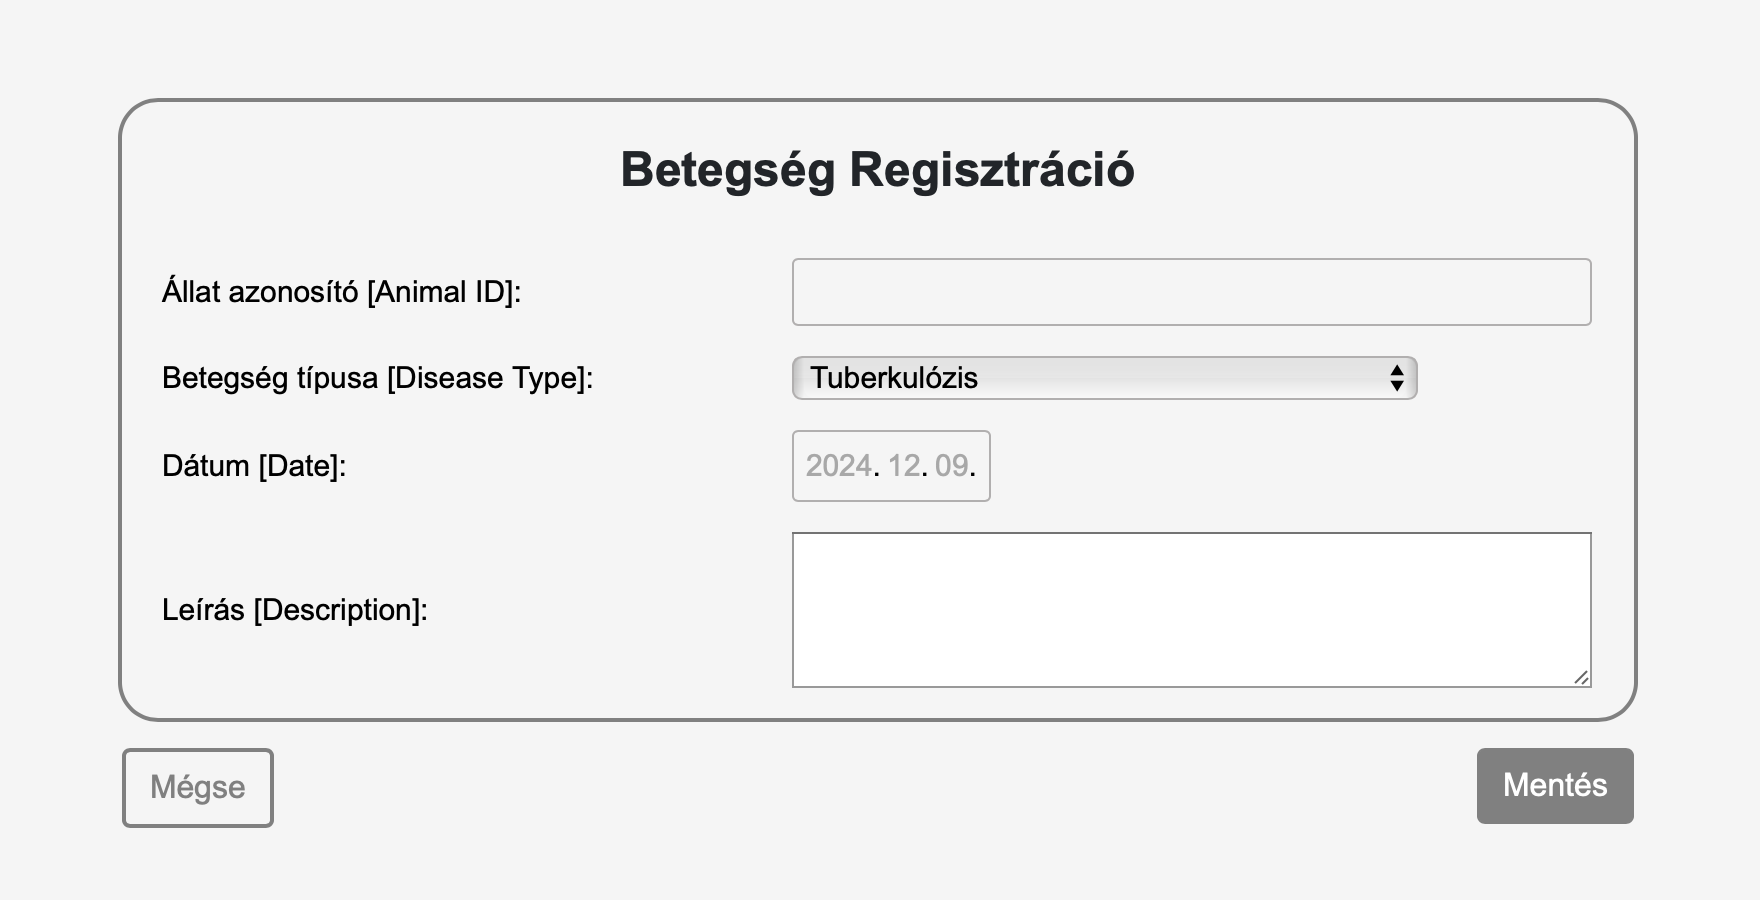 Betegség Regisztráció
Állat azonosító [Animal ID]:
Betegség típusa [Disease Type]: Tuberkulózis
Dátum [Date]: 2024. 12. 09.
Leírás [Description]:
Mégse Mentés